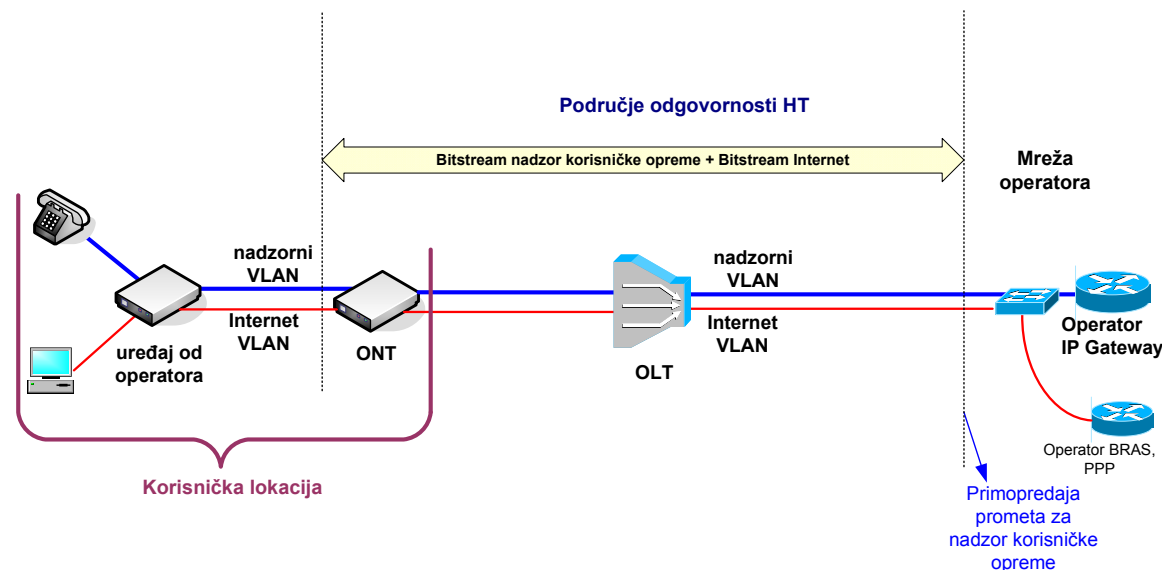 Područje odgovornosti HT
Bitstream nadzor korisničke opreme + Bitstream Internet
Mreža
operatora
nadzorni
VLAN
nadzorni
VLAN
Internet
VLAN
Internet
VLAN
uređaj od
operatora
ONT
OLT
Operator
IP Gateway
Operator BRAS,
PPP
Korisnička lokacija
Primopredaja
prometa za
nadzor korisničke
opreme